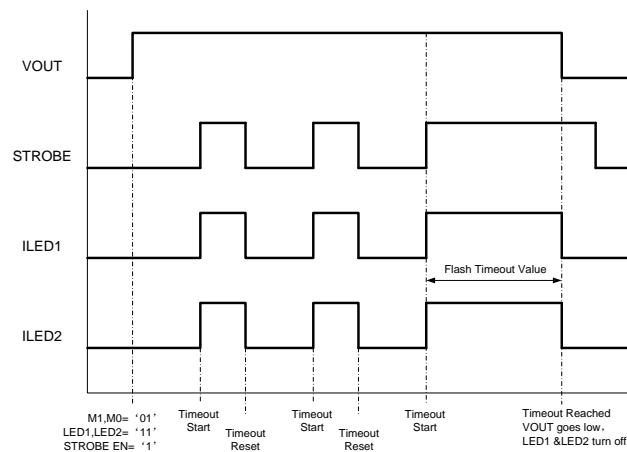 VOUT
STROBE
ILED1
Flash Timeout Value
ILED2
M1,M0= ‘01’
LED1,LED2= ‘11’
STROBE EN= ‘1’
Timeout
Start
Timeout
Reset
Timeout
Start
Timeout
Reset
Timeout
Start
Timeout Reached
VOUT goes low,
LED1 &LED2 turn off